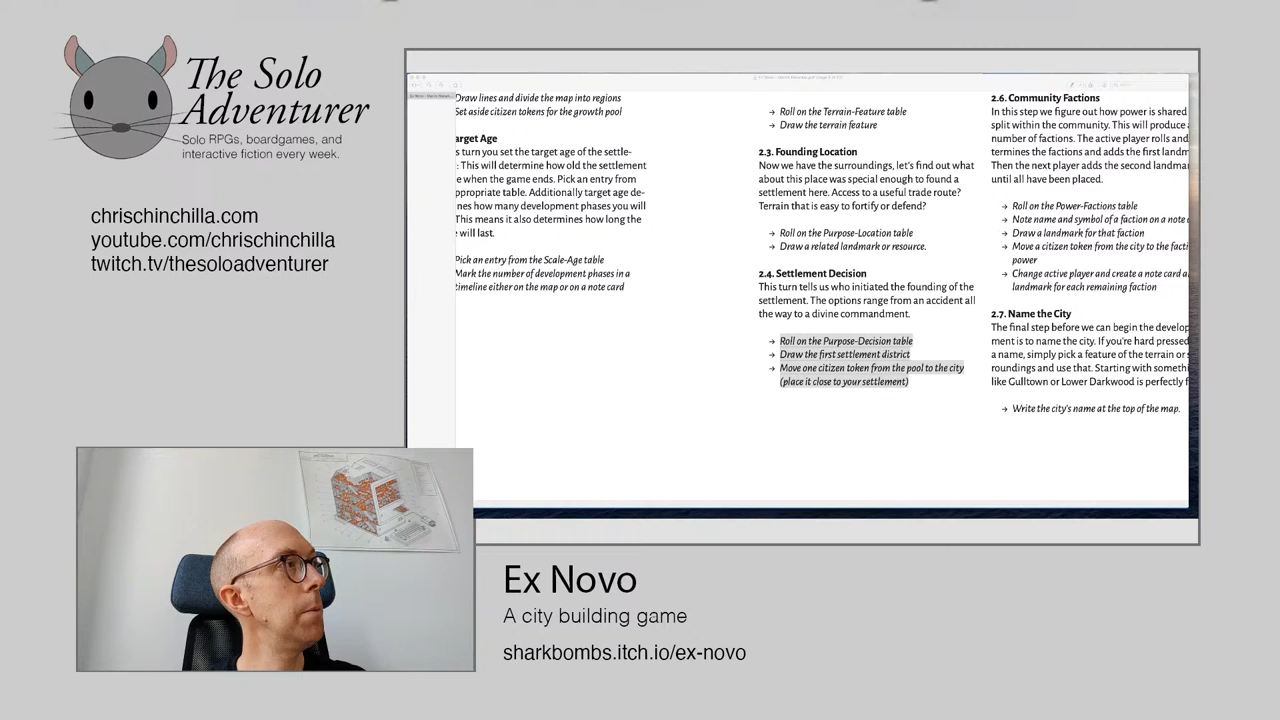 The Solo
Adventurer
Solo RPGs, boardgames, and
interactive fiction every week.
chrischinchilla.com
youtube.com/chrischinchilla
twitch.tv/thesoloadventurer
Draw lines and divide the map into regions
Set aside citizen tokens for the growth pool
arget Age
s turn you set the target age of the settle-
: This will determine how old the settlement
e when the game ends. Pick an entry from
ppropriate table. Additionally target age de-
nes how many development phases you will
This means it also determines how long the
e will last.
Pick an entry from the Scale-Age table
Mark the number of development phases in a
timeline either on the map or on a note card
→ Roll on the Terrain-Feature table
→ Draw the terrain feature
2.3. Founding Location
Now we have the surroundings, let's find out what
about this place was special enough to found a
settlement here. Access to a useful trade route?
Terrain that is easy to fortify or defend?
→ Roll on the Purpose-Location table
→ Draw a related landmark or resource.
2.4. Settlement Decision
This turn tells us who initiated the founding of the
settlement. The options range from an accident all
the way to a divine commandment.
→ Roll on the Purpose-Decision table
→ Draw the first settlement district
→ Move one citizen token from the pool to the city
(place it close to your settlement)
2.6. Community Factions
In this step we figure out how power is shared
split within the community. This will produce a
number of factions. The active player rolls and
termines the factions and adds the first landm
Then the next player adds the second landmar
until all have been placed.
→ Roll on the Power-Factions table
→ Note name and symbol of a faction on a note c
→ Draw a landmark for that faction
→ Move a citizen token from the city to the facti
power
→ Change active player and create a note card a
landmark for each remaining faction
2.7. Name the City
The final step before we can begin the develop
ment is to name the city. If you're hard pressed
a name, simply pick a feature of the terrain or s
roundings and use that. Starting with somethi
like Gulltown or Lower Darkwood is perfectly f
→ Write the city's name at the top of the map.
Ex Novo
A city building game
sharkbombs.itch.io/ex-novo